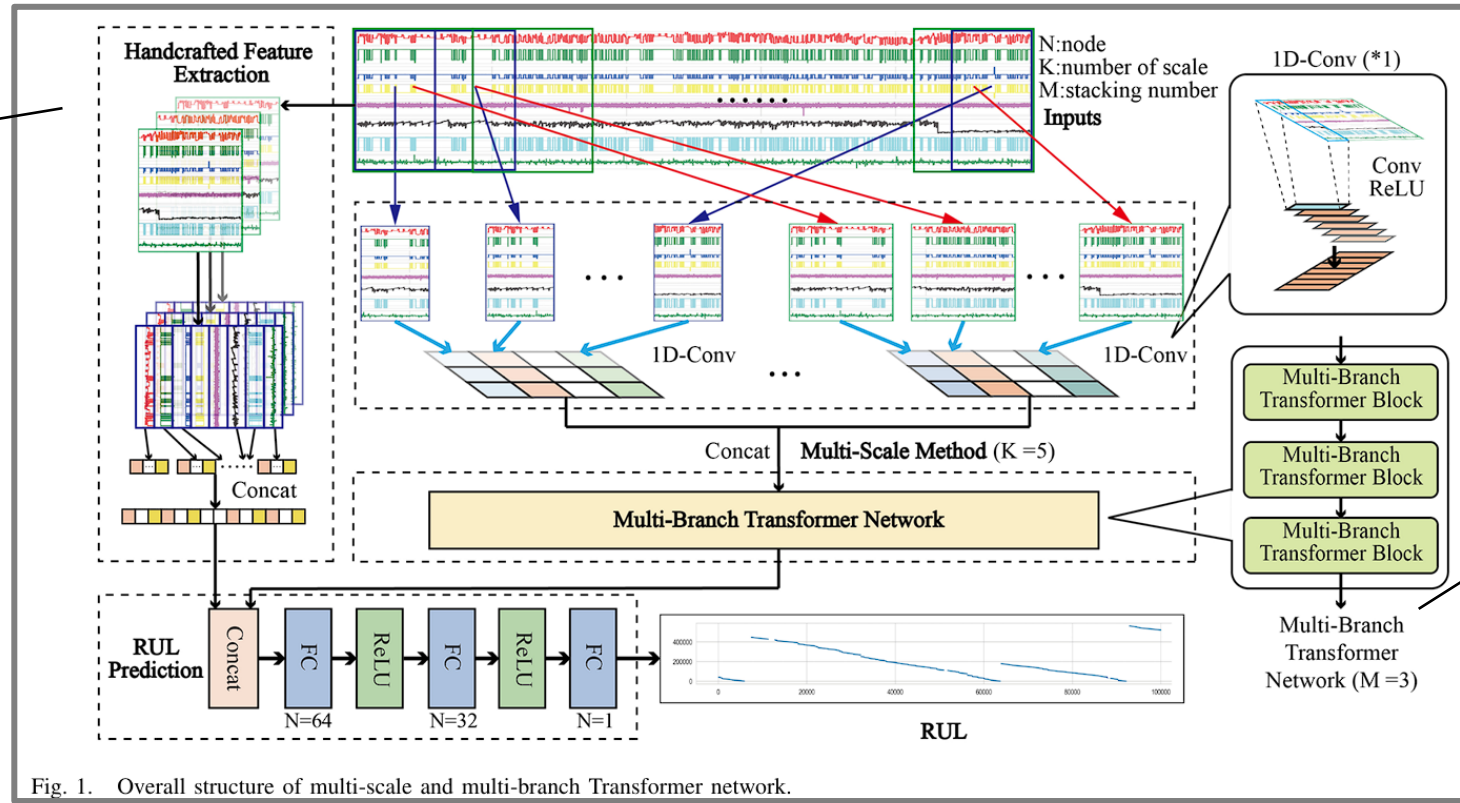 Handcrafted Feature
Extraction
N:node
K:number of scale
M:stacking number
Inputs
1D-Conv (*1)
Conv
ReLU
1D-Conv
1D-Conv
Concat
Multi-Scale Method (K =5)
Concat
Multi-Branch Transformer Network
Multi-Branch
Transformer Block
Multi-Branch
Transformer Block
Multi-Branch
Transformer Block
Multi-Branch
Transformer
Network (M =3)
RUL
Prediction
Concat
FC
ReLU
FC
ReLU
FC
N=64
N=32
N=1
400000
200000
0
0
20000
40000
60000
80000
100000
RUL
Fig. 1. Overall structure of multi-scale and multi-branch Transformer network.